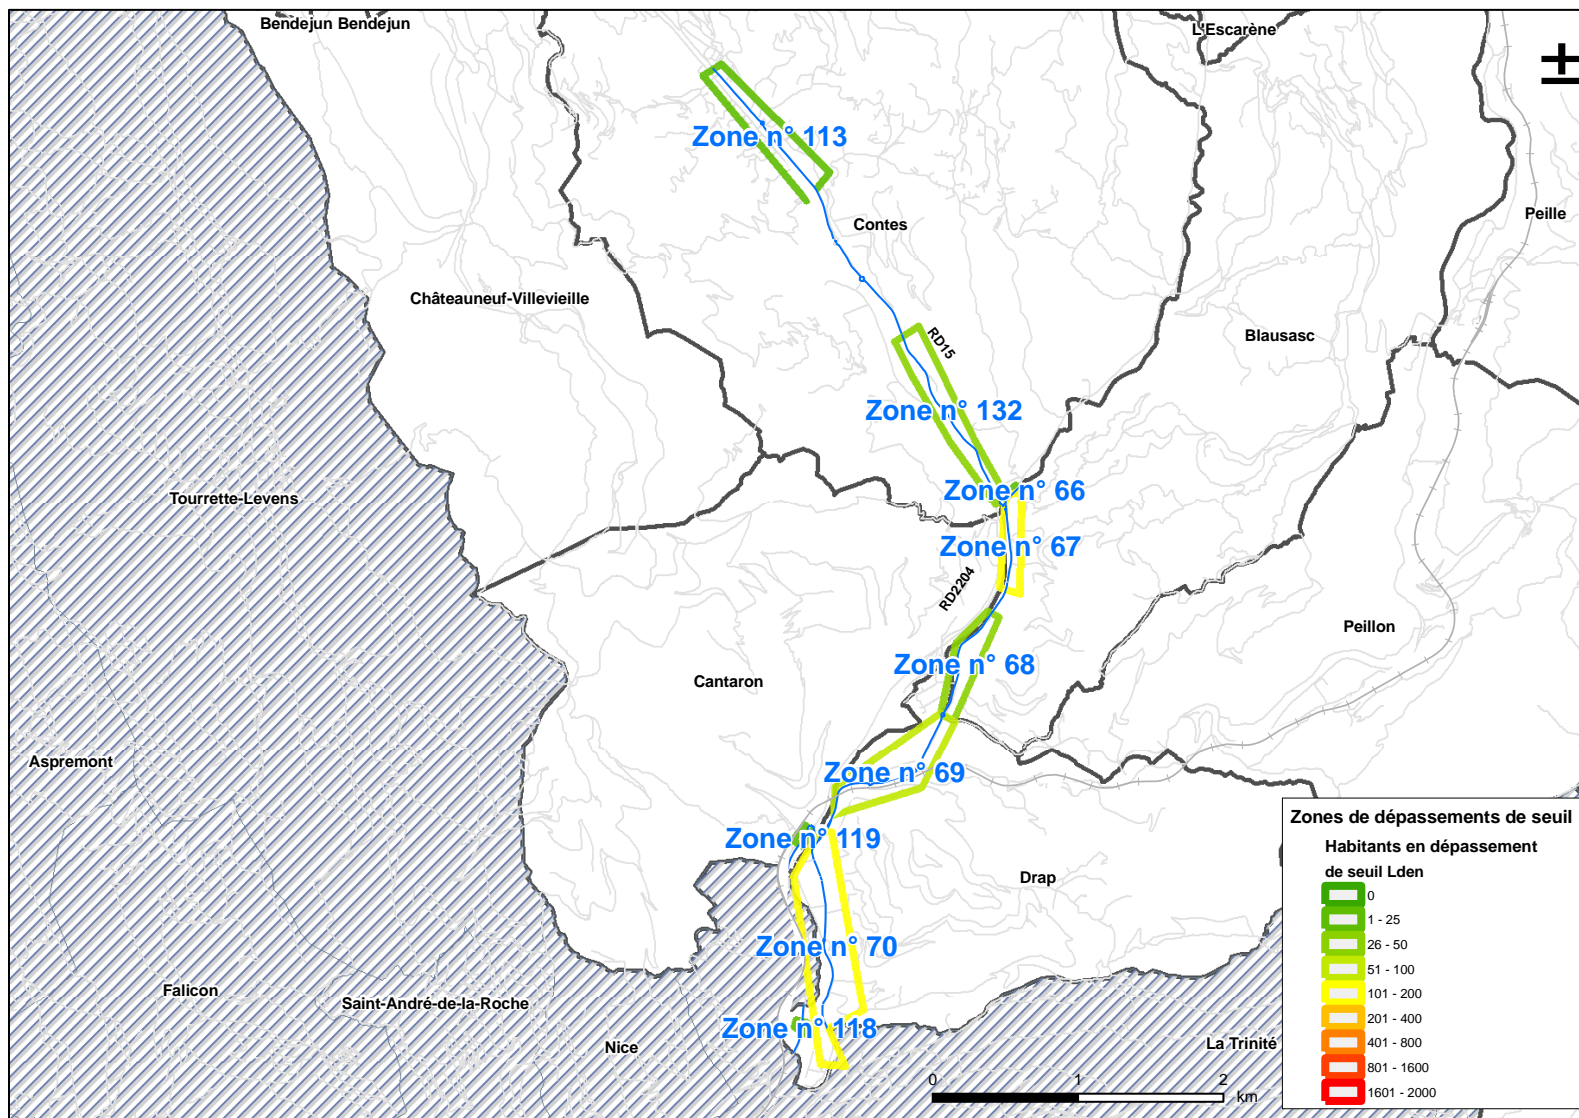 Bendejun Bendejun
L'Escarène
±
Zone n° 113
Contes
Peille
Châteauneuf-Villevieille
RD15
Blausasc
Zone n° 132
Tourrette-Levens
Zone n° 66
Zone n° 67
RD2204
Peillon
Zone n° 68
Cantaron
Aspremont
Zone n° 69
Zone n° 119
Drap
Zone n° 70
Falicon
Saint-André-de-la-Roche
Zone n° 118
Nice
La Trinité
Zones de dépassements de seuil
Habitants en dépassement
de seuil Lden
0
1 - 25
26 - 50
51 - 100
101 - 200
201 - 400
401 - 800
801 - 1600
1601 - 2000
0 1 2
km